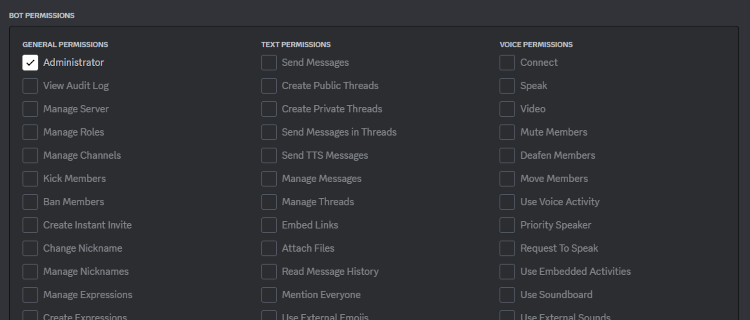 BOT PERMISSIONS
GENERAL PERMISSIONS
Administrator
View Audit Log
Manage Server
Manage Roles
Manage Channels
Kick Members
Ban Members
Create Instant Invite
Change Nickname
Manage Nicknames
Manage Expressions
Create Expressions
TEXT PERMISSIONS
Send Messages
Create Public Threads
Create Private Threads
Send Messages in Threads
Send TTS Messages
Manage Messages
Manage Threads
Embed Links
Attach Files
Read Message History
Mention Everyone
Use External Emojis
VOICE PERMISSIONS
Connect
Speak
Video
Mute Members
Deafen Members
Move Members
Use Voice Activity
Priority Speaker
Request To Speak
Use Embedded Activities
Use Soundboard
Use External Sounds